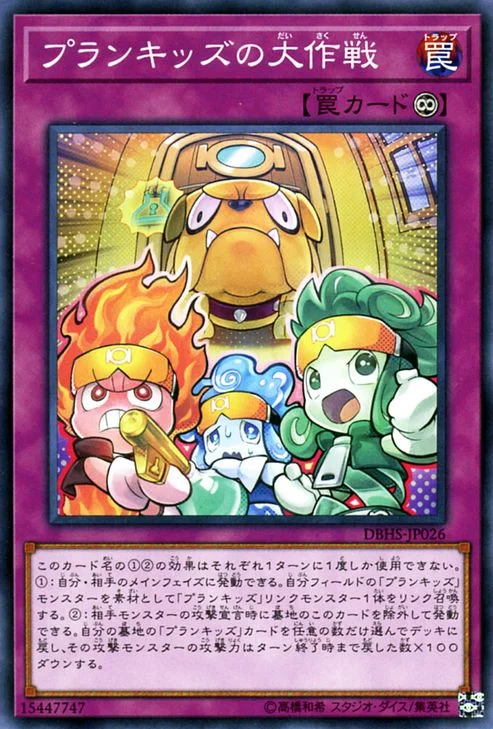 プランキッズの大作戦
罠
【罠カード】
DBHS-JP026
このカード名の①②の効果はそれぞれ1ターンに1度しか使用できない。
①:自分・相手のメインフェイズに発動できる。自分フィールドの「プランキッズ」
モンスターを素材として「プランキッズ」リンクモンスター1体をリンク召喚
する。②:相手モンスターの攻撃宣言時に墓地のこのカードを除外して発動
できる。自分の墓地の「プランキッズ」カードを任意の数だけ選んでデッキに
戻し、その攻撃モンスターの攻撃力はターン終了時まで戻した数×100
ダウンする。
15447747
©高橋和希 スタジオ・ダイス/集英社